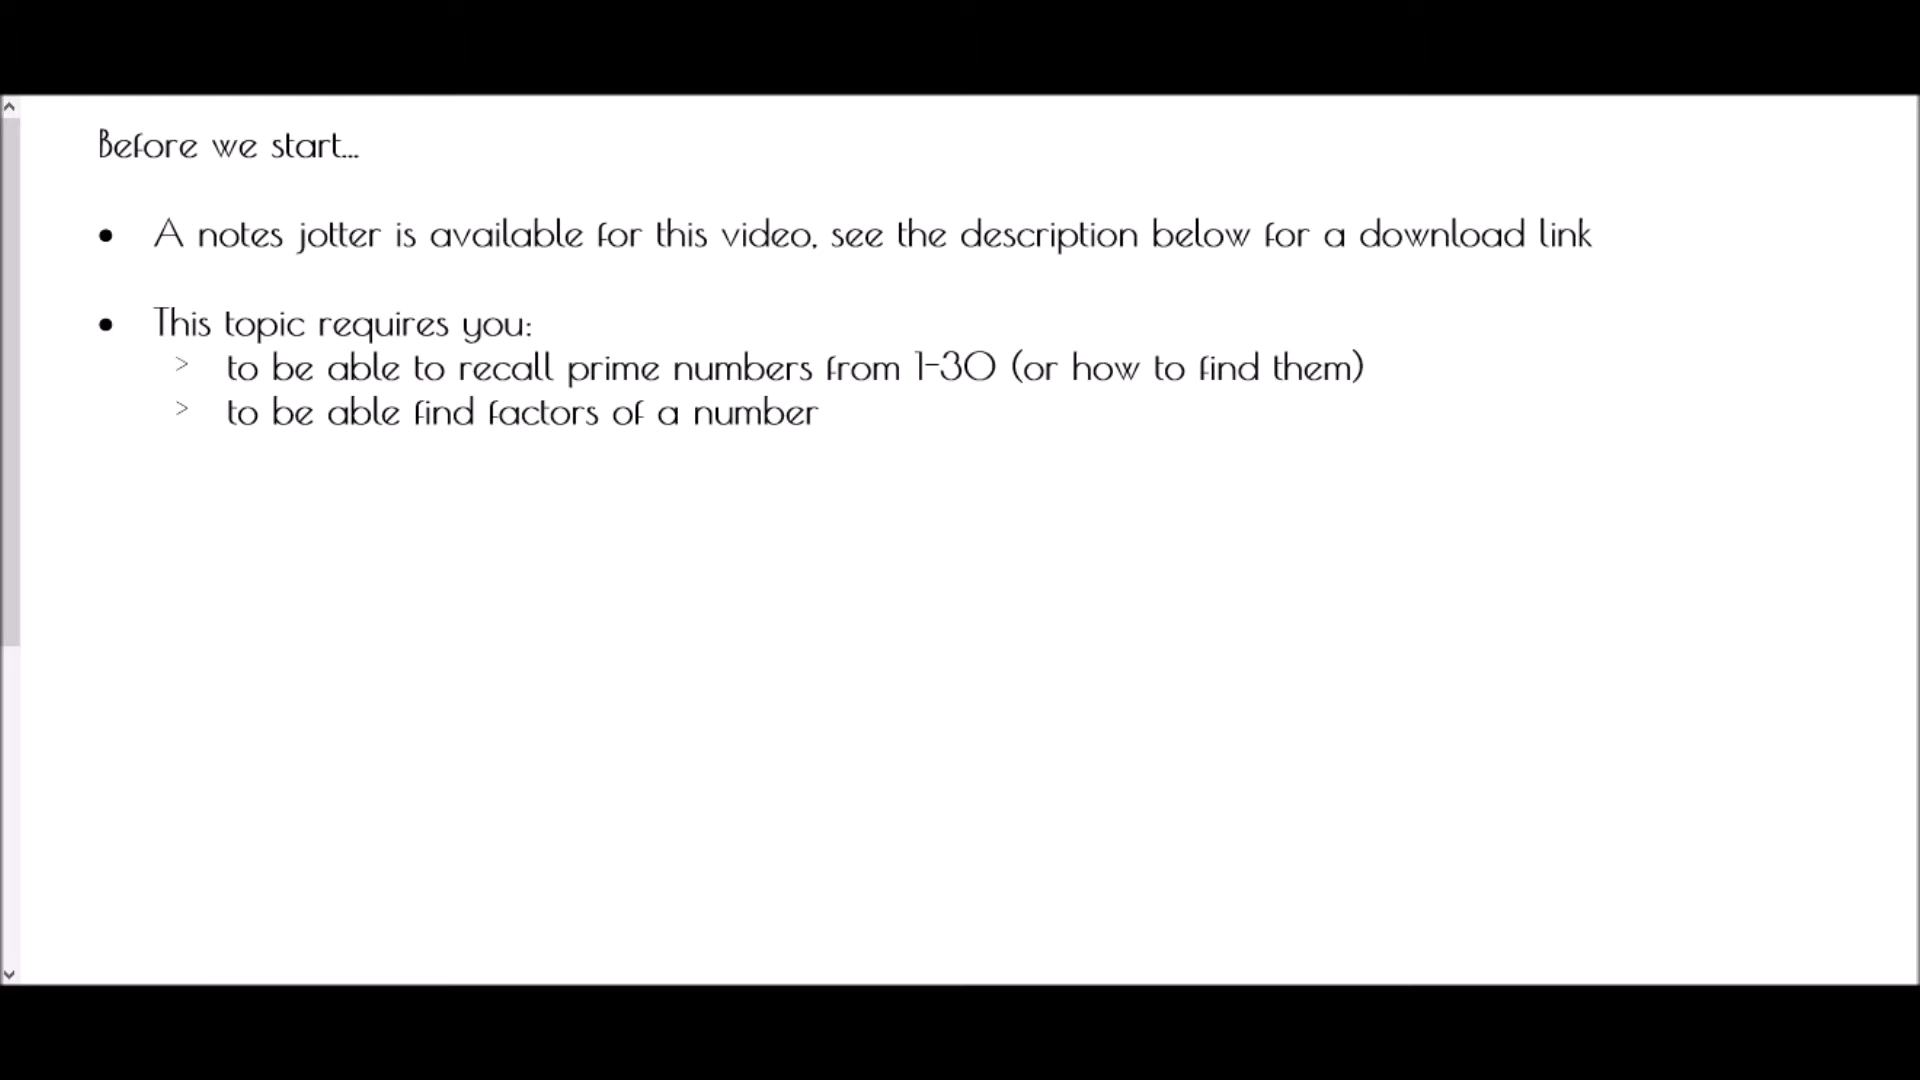 Before we start...
• A notes jotter is available for this video, see the description below for a download link
• This topic requires you:
> to be able to recall prime numbers from 1-30 (or how to find them)
> to be able find factors of a number